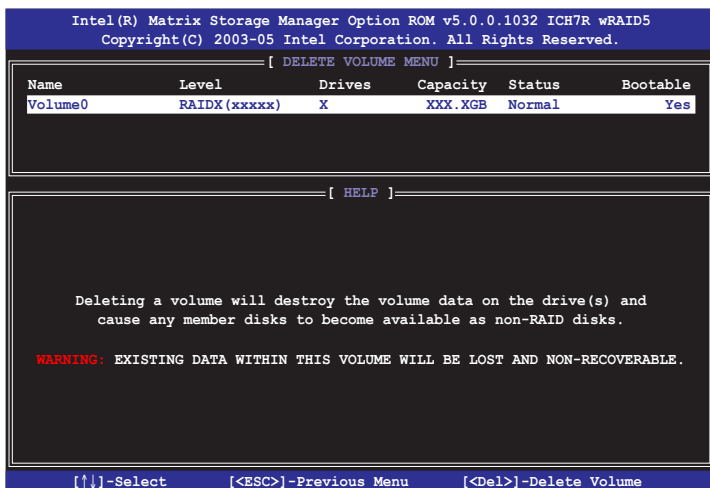 Intel(R) Matrix Storage Manager Option ROM v5.0.0.1032 ICH7R wRAID5
Copyright(C) 2003-05 Intel Corporation. All Rights Reserved.
[ DELETE VOLUME MENU ]
Name Level Drives Capacity Status Bootable
Volume0 RAIDX(xxxxx) X XXX.XGB Normal Yes
[ HELP ]
Deleting a volume will destroy the volume data on the drive(s) and
cause any member disks to become available as non-RAID disks.
WARNING: EXISTING DATA WITHIN THIS VOLUME WILL BE LOST AND NON-RECOVERABLE.
[↑↓]-Select [<ESC>]-Previous Menu [<Del>]-Delete Volume